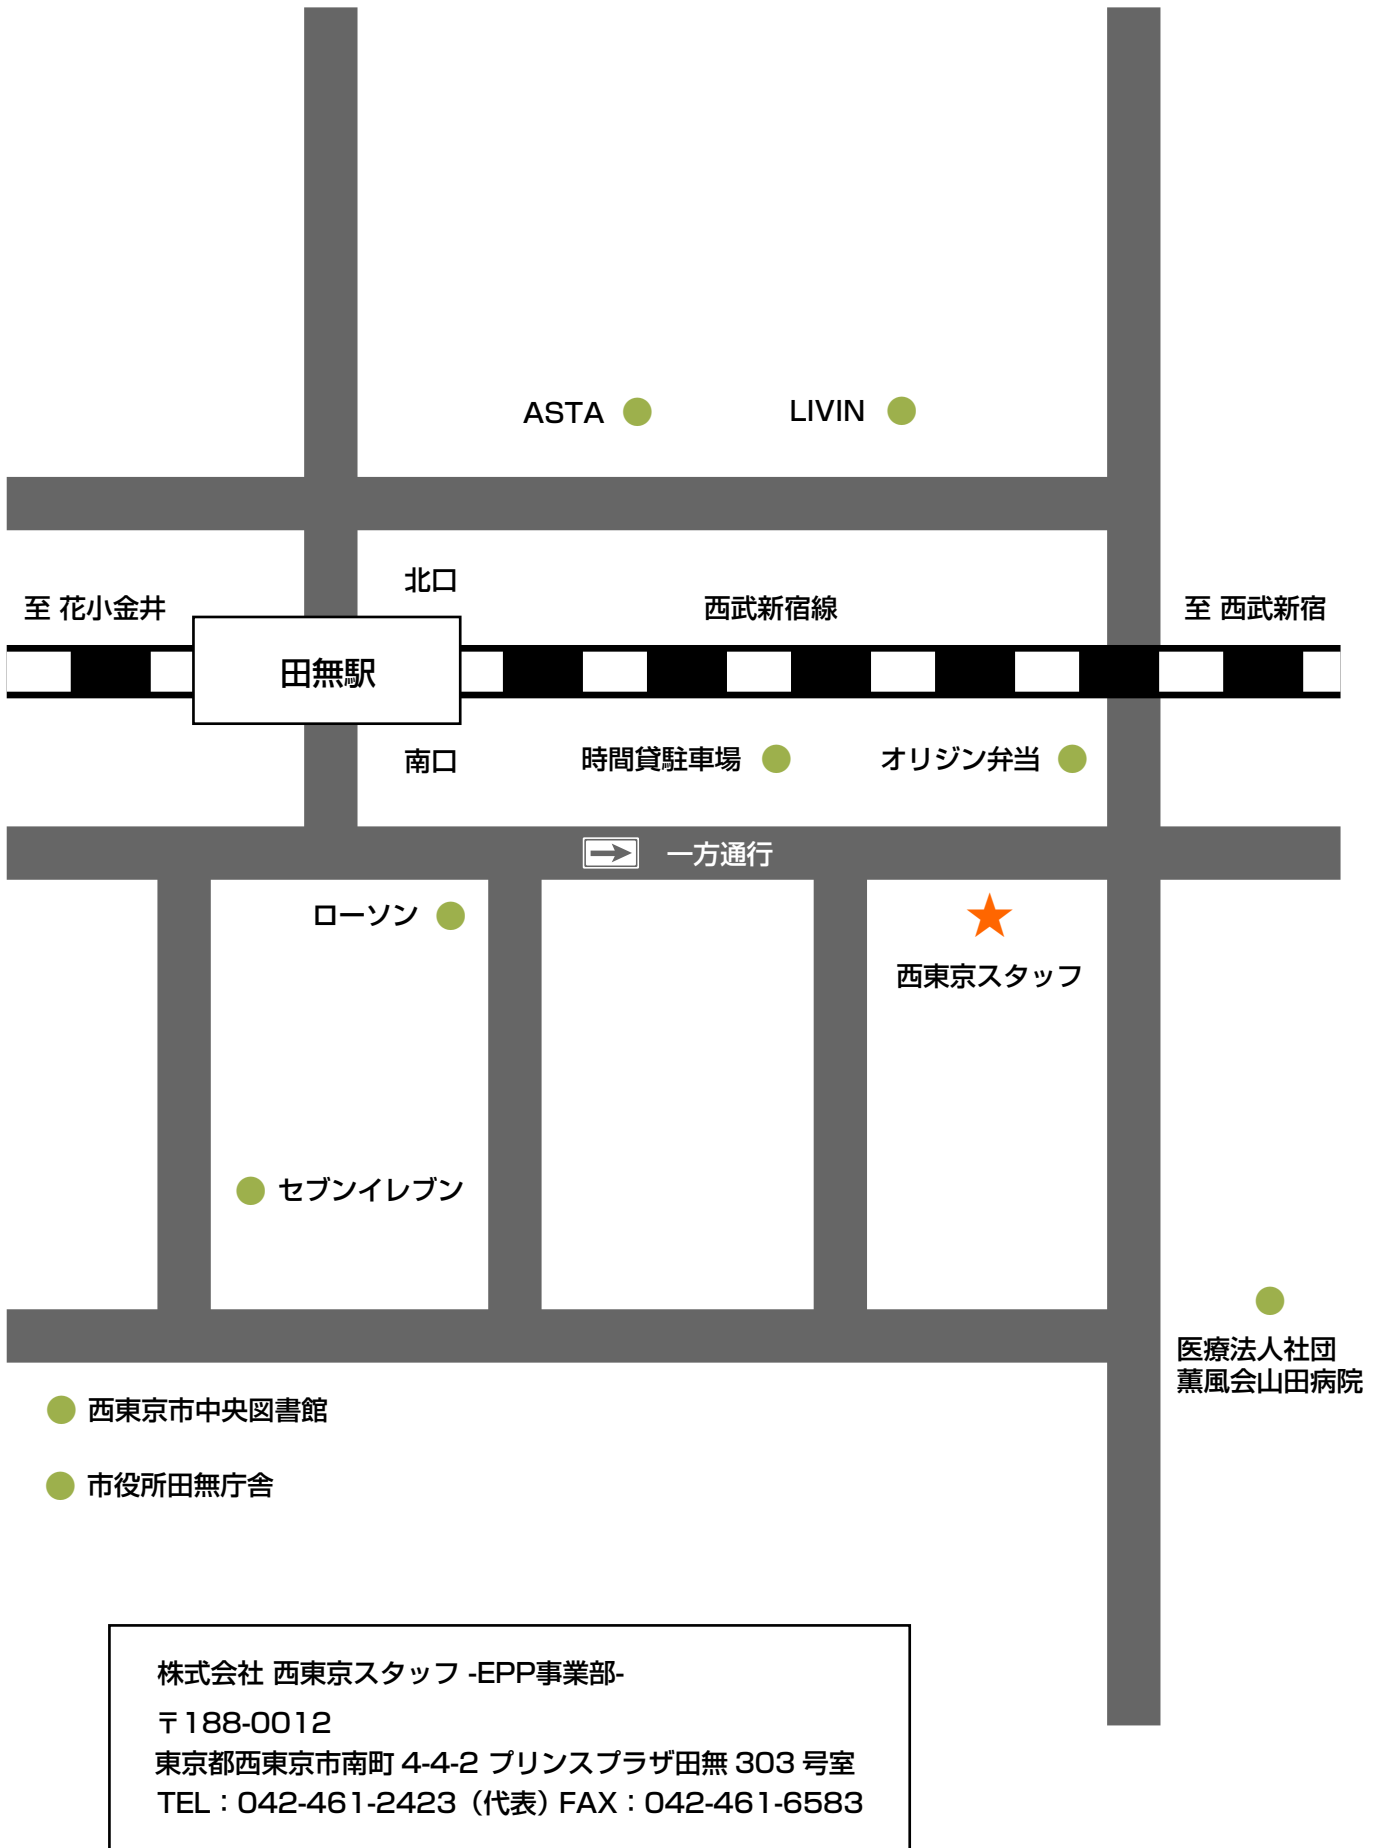 ASTA
LIVIN
北口
至 花小金井
西武新宿線
至 西武新宿
田無駅
南口
時間貸駐車場
オリジン弁当
一方通行
ローソン
西東京スタッフ
セブンイレブン
医療法人社団
薫風会山田病院
西東京市中央図書館
市役所田無庁舎
株式会社 西東京スタッフ -EPP事業部-
〒188-0012
東京都西東京市南町 4-4-2 プリンスプラザ田無 303 号室
TEL：042-461-2423（代表）FAX：042-461-6583